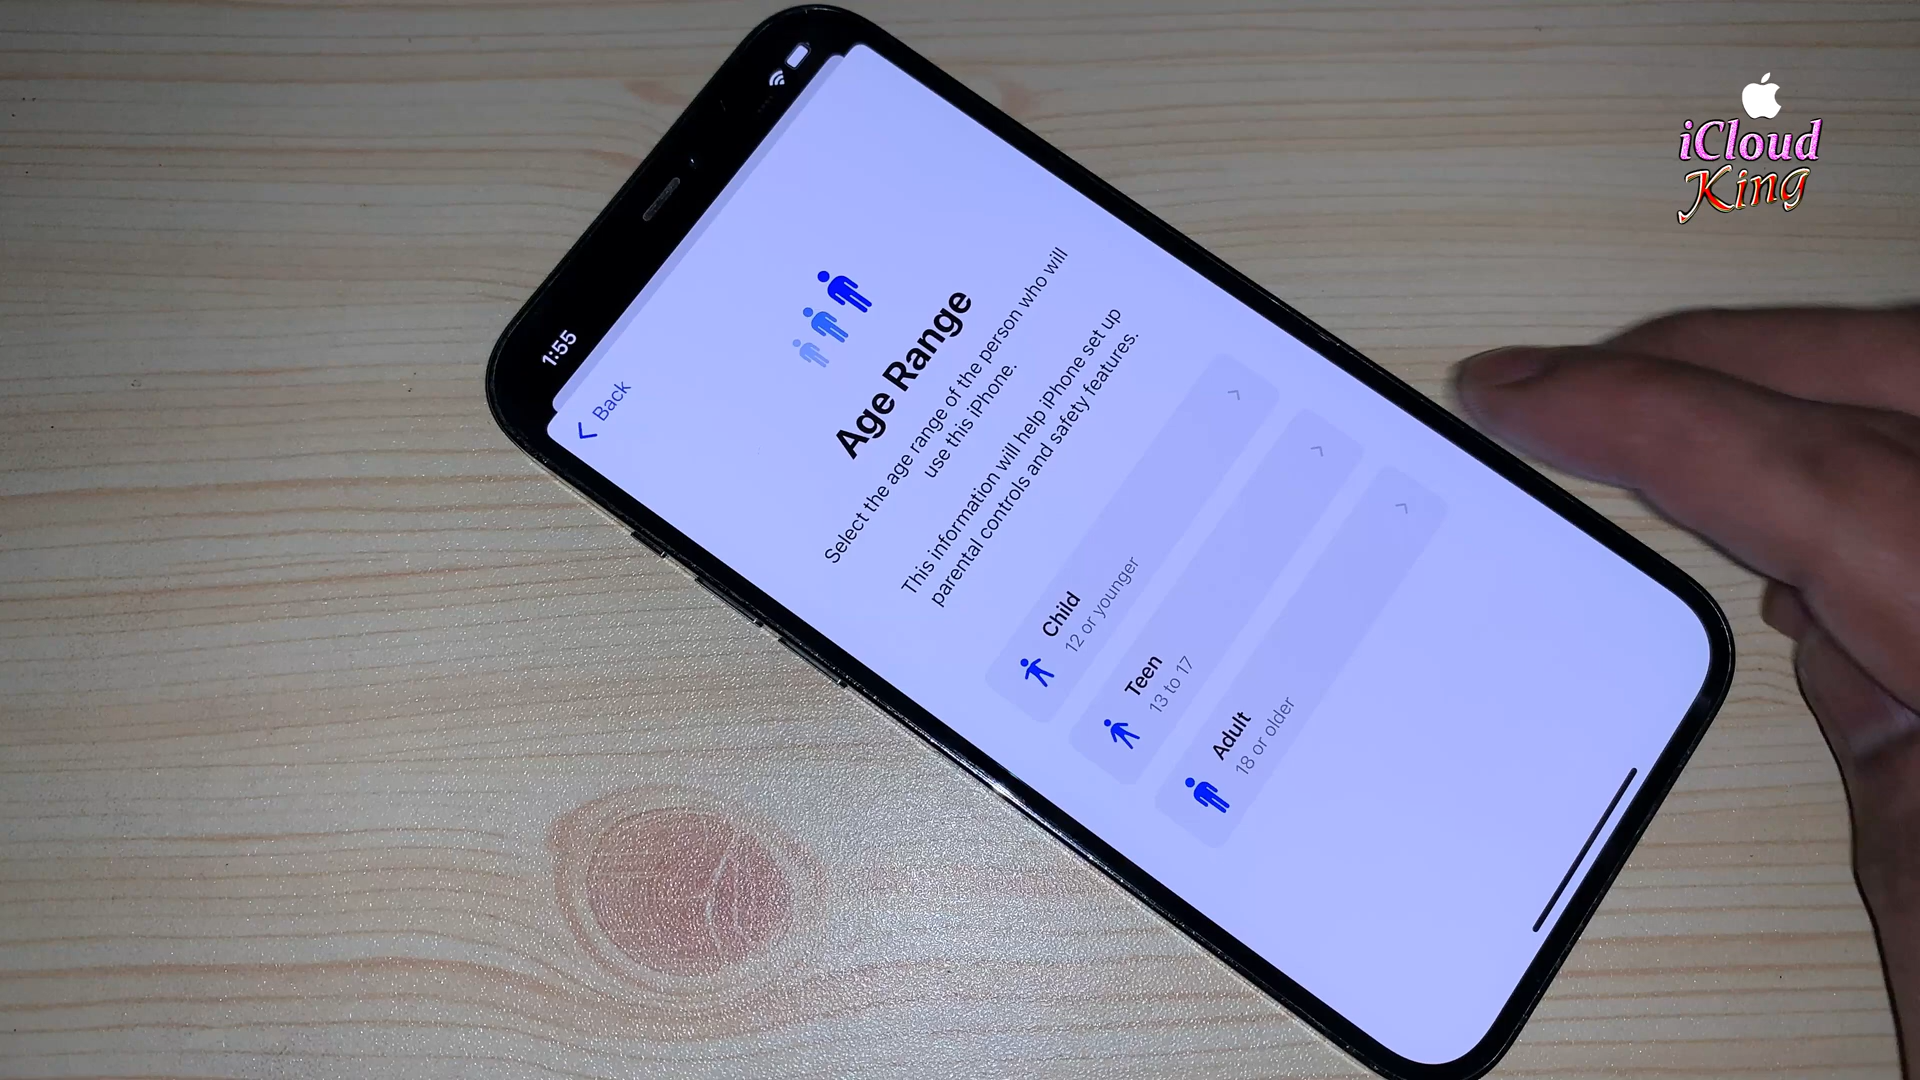 1:55
Back
Age Range
Select the age range of the person who will
use this iPhone.
This information will help iPhone set up
parental controls and safety features.
Child
12 or younger
Teen
13 to 17
Adult
18 or older
iCloud
King